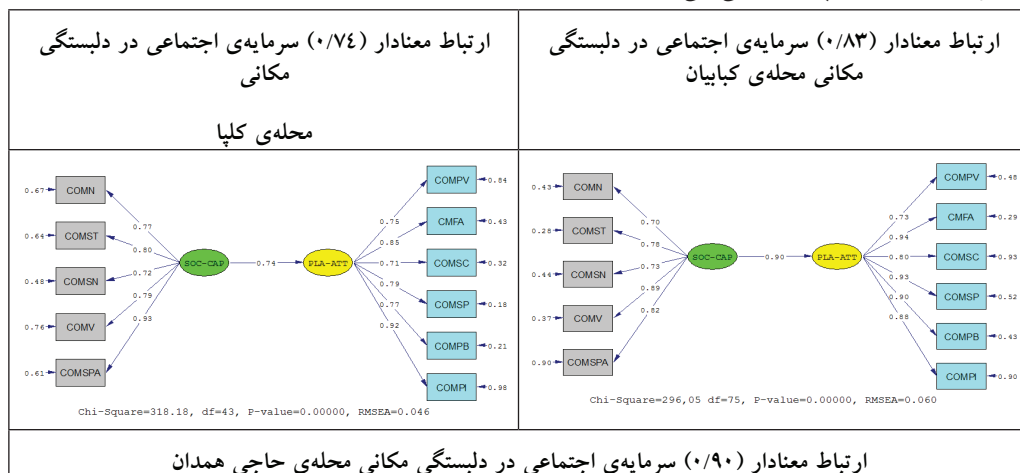 ارتباط معنادار (۰/۸۳) سرمایه‌ی اجتماعی در دلبستگی
مکانی محله‌ی کبابیان
ارتباط معنادار (۰/۷٤) سرمایه‌ی اجتماعی در دلبستگی
مکانی
محله‌ی کلپا
0.43
COMN
0.28
COMST
0.44
COMSN
0.37
COMV
0.90
COMSPA
0.70
0.78
0.73
0.89
0.82
SOC-CAP
0.90
PLA-ATT
0.73
0.94
0.80
0.93
0.90
0.88
COMPV
0.48
CMFA
0.29
COMSC
0.93
COMSP
0.52
COMPB
0.43
COMPI
0.90
Chi-Square=296,05 df=75, P-value=0.00000, RMSEA=0.060
0.67
COMN
0.64
COMST
0.48
COMSN
0.76
COMV
0.61
COMSPA
0.77
0.80
0.72
0.79
0.93
SOC-CAP
0.74
PLA-ATT
0.75
0.85
0.71
0.79
0.77
0.92
COMPV
0.84
CMFA
0.43
COMSC
0.32
COMSP
0.18
COMPB
0.21
COMPI
0.98
Chi-Square=318.18, df=43, P-value=0.00000, RMSEA=0.046
ارتباط معنادار (۰/۹۰) سرمایه‌ی اجتماعی در دلبستگی مکانی محله‌ی حاجی همدان